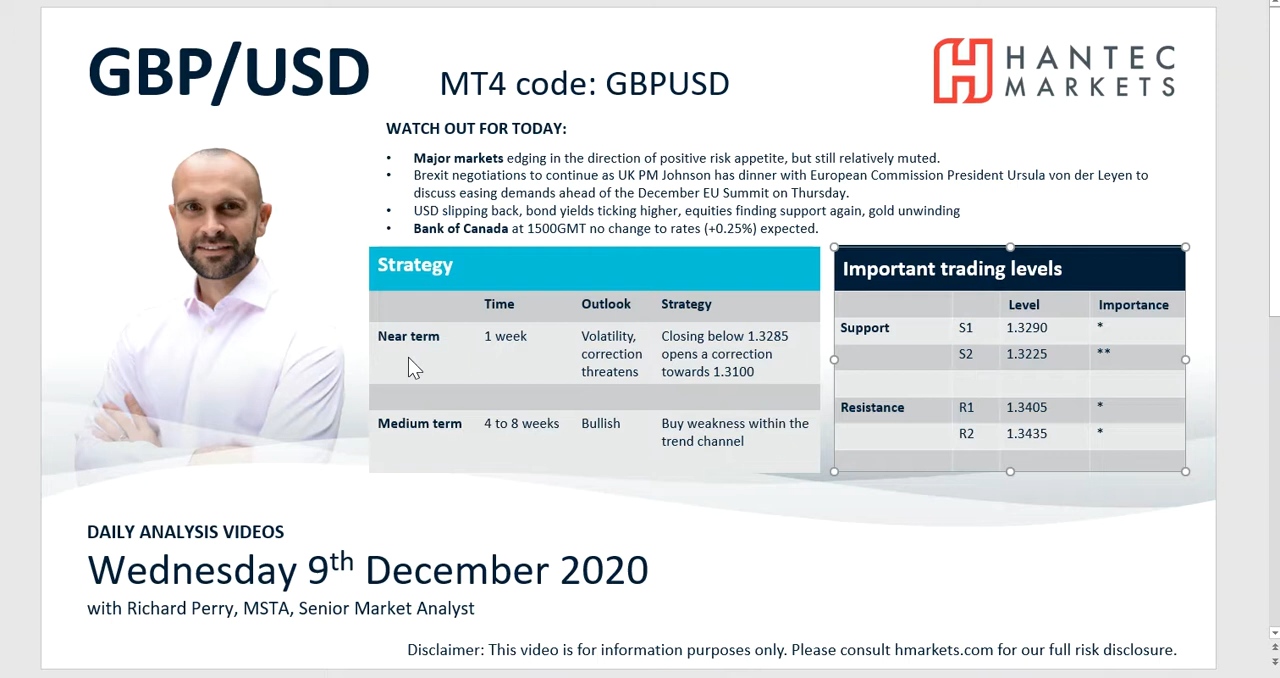 GBP/USD
MT4 code: GBPUSD
HANTEC
MARKETS
WATCH OUT FOR TODAY:
• Major markets edging in the direction of positive risk appetite, but still relatively muted.
• Brexit negotiations to continue as UK PM Johnson has dinner with European Commission President Ursula von der Leyen to
discuss easing demands ahead of the December EU Summit on Thursday.
• USD slipping back, bond yields ticking higher, equities finding support again, gold unwinding
• Bank of Canada at 1500GMT no change to rates (+0.25%) expected.
Strategy
Time Outlook Strategy
Near term 1 week Volatility, Closing below 1.3285
correction opens a correction
threatens towards 1.3100
Medium term 4 to 8 weeks Bullish Buy weakness within the
trend channel
Important trading levels
Level Importance
Support S1 1.3290 *
S2 1.3225 **
Resistance R1 1.3405 *
R2 1.3435 *
DAILY ANALYSIS VIDEOS
Wednesday 9th December 2020
with Richard Perry, MSTA, Senior Market Analyst
Disclaimer: This video is for information purposes only. Please consult hmarkets.com for our full risk disclosure.